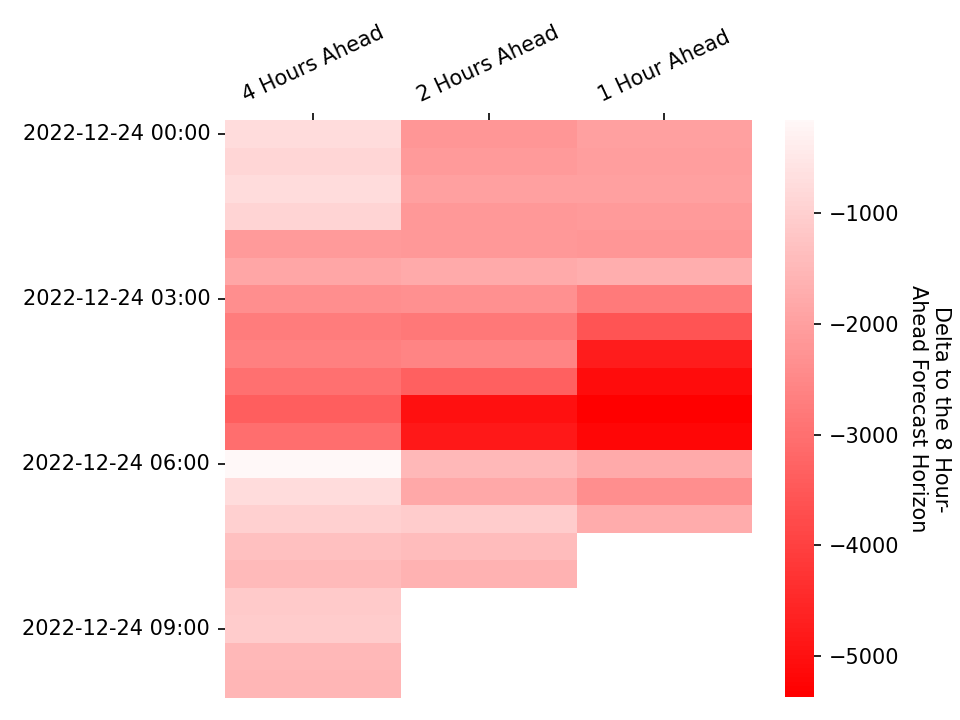 4 Hours Ahead
2 Hours Ahead
1 Hour Ahead
2022-12-24 00:00
2022-12-24 03:00
2022-12-24 06:00
2022-12-24 09:00
−1000
−2000
−3000
−4000
−5000
Delta to the 8 Hour-
Ahead Forecast Horizon